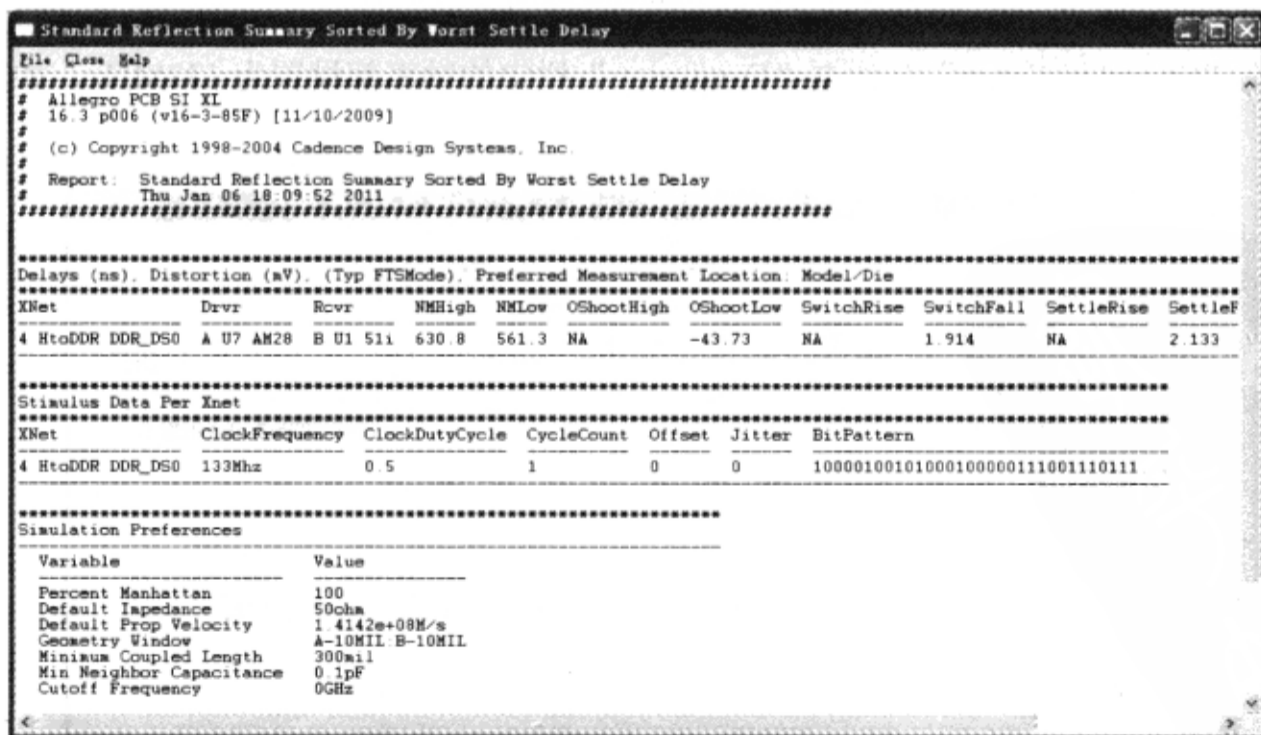 Standard Reflection Summary Sorted By Worst Settle Delay
File Close Help
################################################################################
# Allegro PCB SI XL
# 16.3 p006 (v16-3-85F) [11/10/2009]
#
# (c) Copyright 1998-2004 Cadence Design Systems, Inc.
#
# Report: Standard Reflection Summary Sorted By Worst Settle Delay
# Thu Jan 06 18:09:52 2011
################################################################################
Delays (ns), Distortion (mV), (Typ FTSMode), Preferred Measurement Location: Model/Die
XNet Drvr Rcvr NMHigh NMLow OShootHigh OShootLow SwitchRise SwitchFall SettleRise SettleF
4 HtoDDR DDR_DS0 A U7 AM28 B U1 51i 630.8 561.3 NA -43.73 NA 1.914 NA 2.133
Stimulus Data Per Xnet
XNet ClockFrequency ClockDutyCycle CycleCount Offset Jitter BitPattern
4 HtoDDR DDR_DS0 133Mhz 0.5 1 0 0 10000100101000100000111001110111...
Simulation Preferences
Variable Value
Percent Manhattan 100
Default Impedance 50ohm
Default Prop Velocity 1.4142e+08M/s
Geometry Window A-10MIL:B-10MIL
Minimum Coupled Length 300mil
Min Neighbor Capacitance 0.1pF
Cutoff Frequency 0GHz